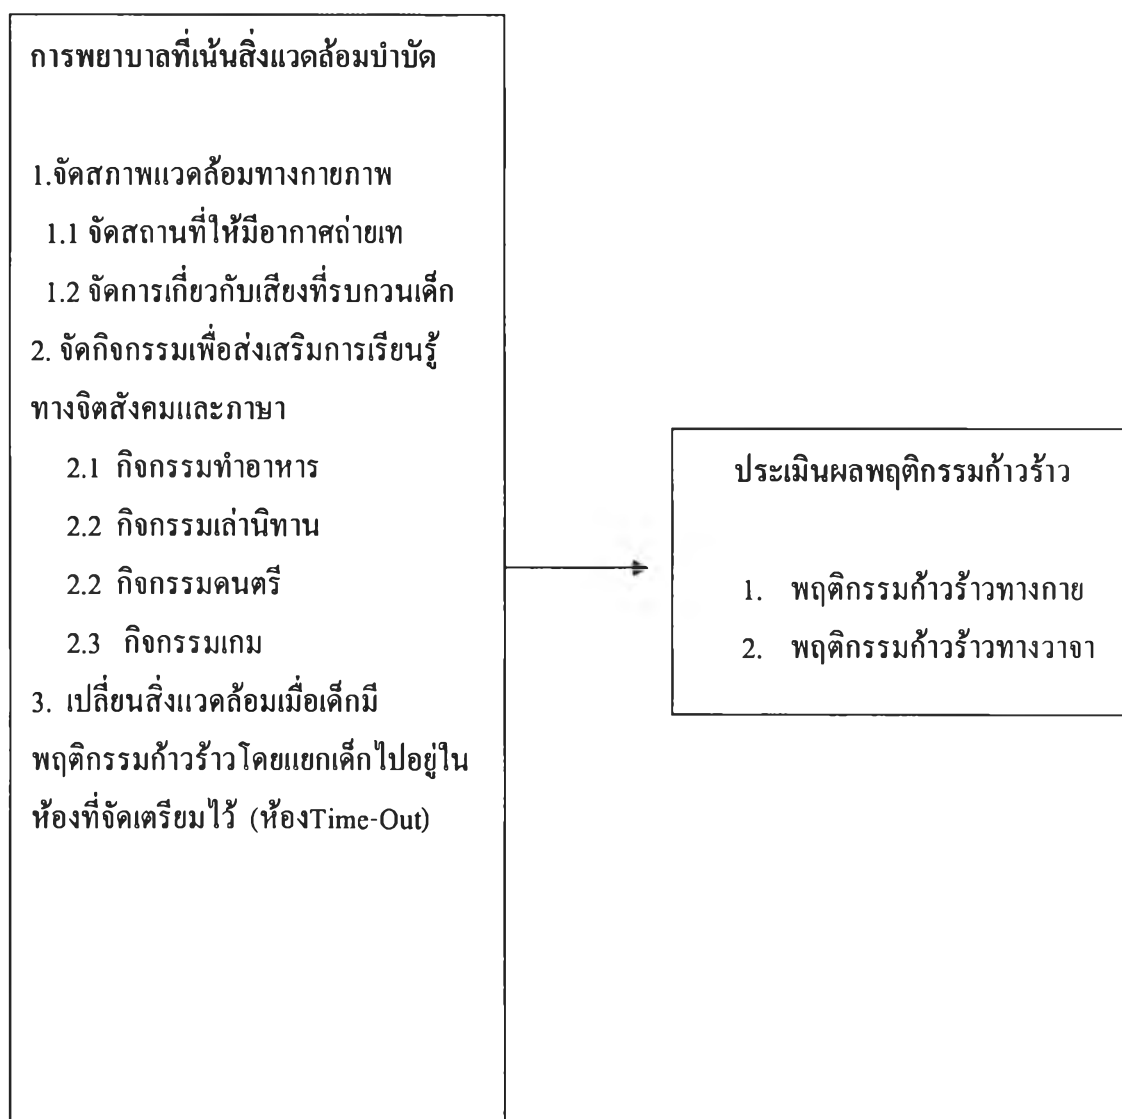 การพยาบาลที่เน้นสิ่งแวดล้อมบำบัด
1.จัดสภาพแวดล้อมทางกายภาพ
1.1 จัดสถานที่ให้มีอากาศถ่ายเท
1.2 จัดการเกี่ยวกับเสียงที่รบกวนเด็ก
2. จัดกิจกรรมเพื่อส่งเสริมการเรียนรู้
ทางจิตสังคมและภาษา
2.1 กิจกรรมทำอาหาร
2.2 กิจกรรมเล่านิทาน
2.2 กิจกรรมดนตรี
2.3 กิจกรรมเกม
3. เปลี่ยนสิ่งแวดล้อมเมื่อเด็กมี
พฤติกรรมก้าวร้าวโดยแยกเด็กไปอยู่ใน
ห้องที่จัดเตรียมไว้ (ห้องTime-Out)
ประเมินผลพฤติกรรมก้าวร้าว
1. พฤติกรรมก้าวร้าวทางกาย
2. พฤติกรรมก้าวร้าวทางวาจา